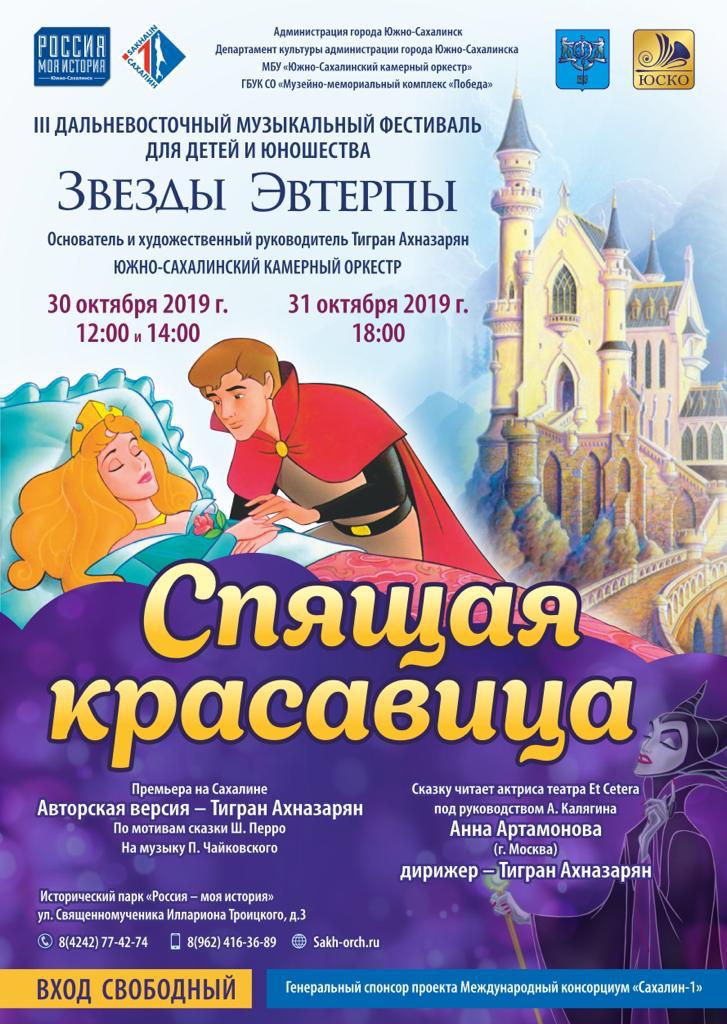 РОССИЯ
МОЯ ИСТОРИЯ
Южно-Сахалинск
SAKHALIN
1
САХАЛИН
Администрация города Южно-Сахалинск
Департамент культуры администрации города Южно-Сахалинска
МБУ «Южно-Сахалинский камерный оркестр»
ГБУК СО «Музейно-мемориальный комплекс «Победа»
ЮСКО
III ДАЛЬНЕВОСТОЧНЫЙ МУЗЫКАЛЬНЫЙ ФЕСТИВАЛЬ
ДЛЯ ДЕТЕЙ И ЮНОШЕСТВА
ЗВЕЗДЫ ЭВТЕРПЫ
Основатель и художественный руководитель Тигран Ахназарян
ЮЖНО-САХАЛИНСКИЙ КАМЕРНЫЙ ОРКЕСТР
30 октября 2019 г.
12:00 и 14:00
31 октября 2019 г.
18:00
Спящая
красавица
Премьера на Сахалине
Авторская версия – Тигран Ахназарян
По мотивам сказки Ш. Перро
На музыку П. Чайковского
Сказку читает актриса театра Et Cetera
под руководством А. Калягина
Анна Артамонова
(г. Москва)
дирижер – Тигран Ахназарян
Исторический парк «Россия – моя история»
ул. Священномученика Иллариона Троицкого, д.3
8(4242) 77-42-74
8(962) 416-36-89
Sakh-orch.ru
ВХОД СВОБОДНЫЙ
Генеральный спонсор проекта Международный консорциум «Сахалин-1»